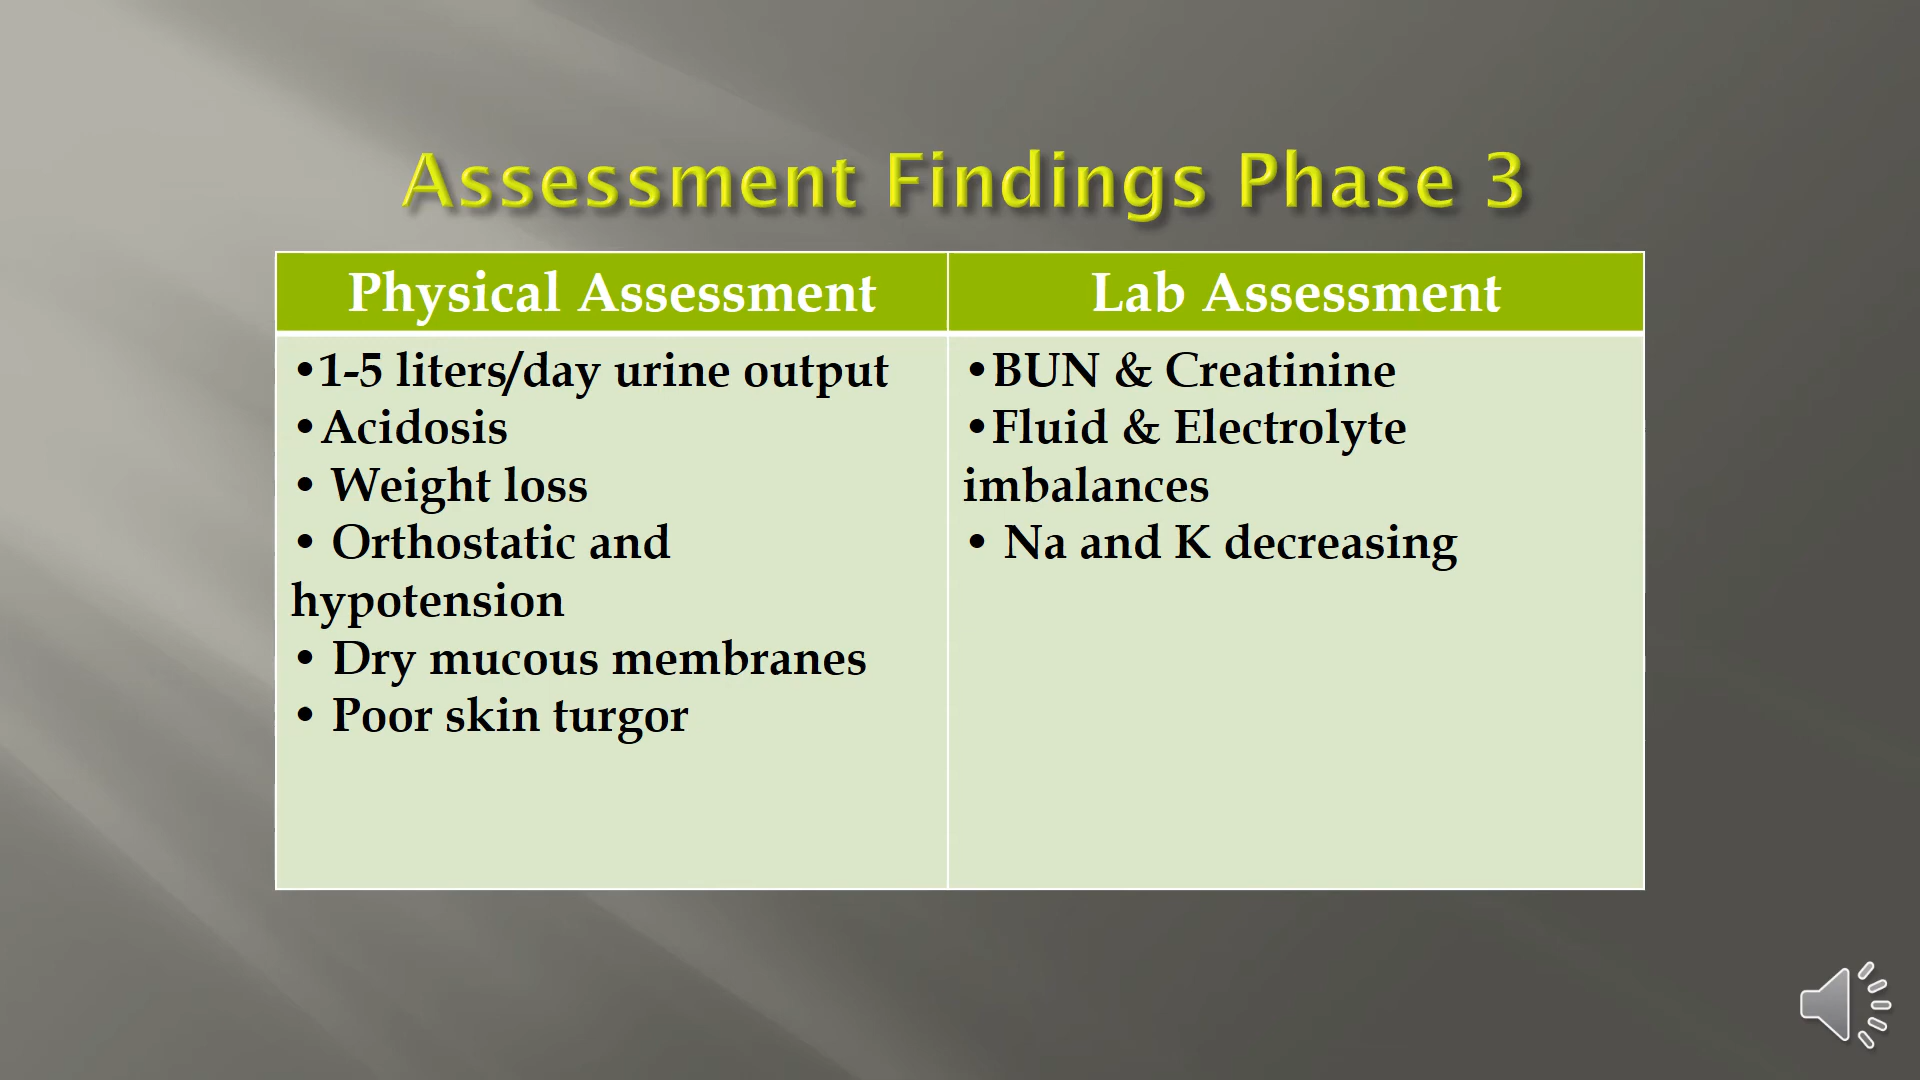 Assessment Findings Phase 3
Physical Assessment
•1-5 liters/day urine output
•Acidosis
• Weight loss
• Orthostatic and
hypotension
• Dry mucous membranes
• Poor skin turgor
Lab Assessment
•BUN & Creatinine
•Fluid & Electrolyte
imbalances
• Na and K decreasing